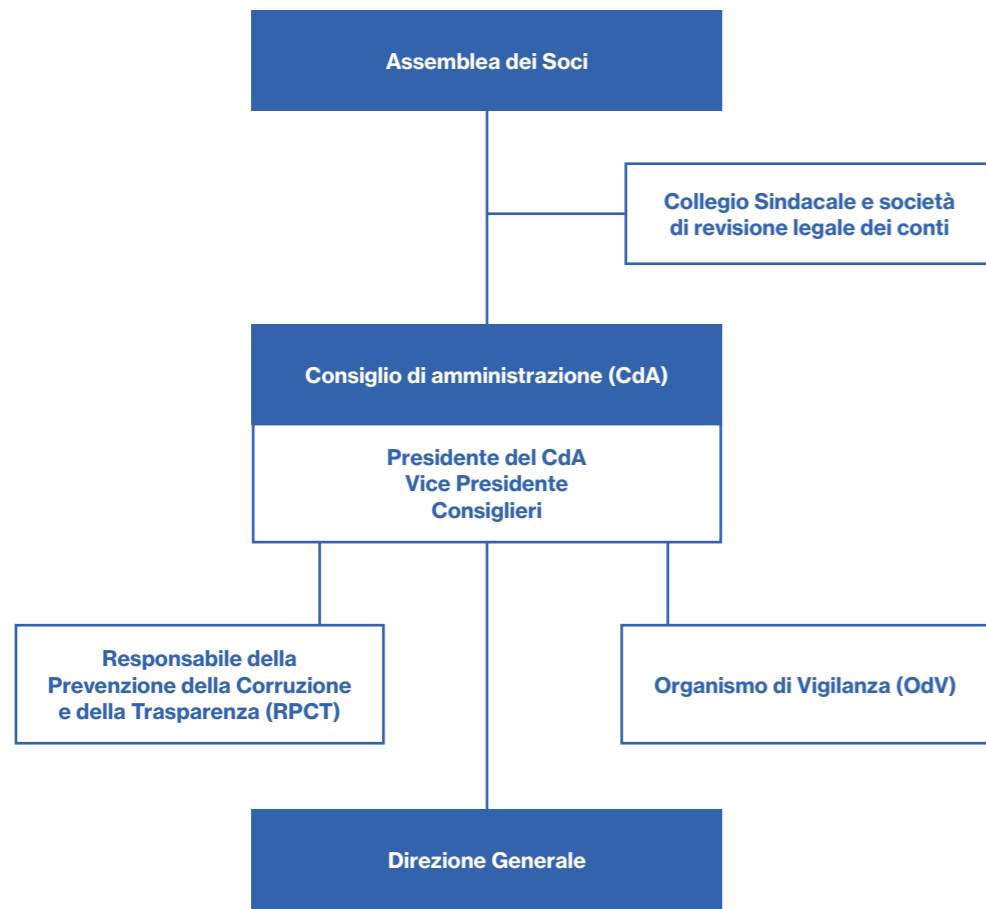 Assemblea dei Soci
Collegio Sindacale e società
di revisione legale dei conti
Consiglio di amministrazione (CdA)
Presidente del CdA
Vice Presidente
Consiglieri
Responsabile della
Prevenzione della Corruzione
e della Trasparenza (RPCT)
Organismo di Vigilanza (OdV)
Direzione Generale